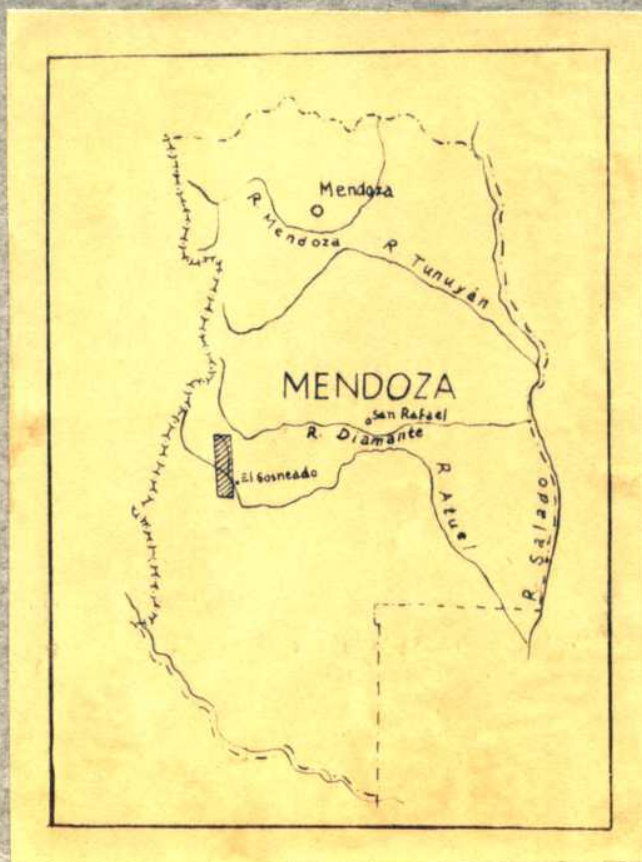 Mendoza
R. Mendoza
R. Tunuyán
MENDOZA
San Rafael
R. Diamante
El Sosneado
R. Atuel
R. Salado